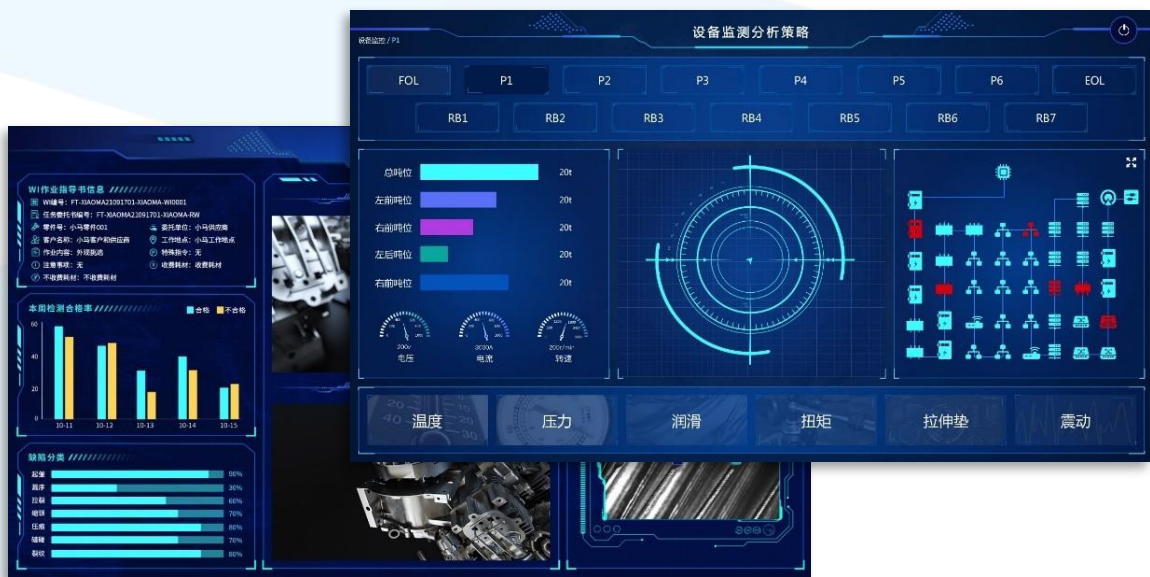 设备监测分析策略
设备监控 / P1
FOL P1 P2 P3 P4 P5 P6 EOL
RB1 RB2 RB3 RB4 RB5 RB6 RB7
总吨位 20t
左前吨位 20t
右前吨位 20t
左后吨位 20t
右前吨位 20t
200v 3000A 200r/min
电压 电流 转速
温度 压力 润滑 扭矩 拉伸垫 震动
WI作业指导书信息
WI编号：FT-XIAOMA21091701-XIAOMA-WI0001
任务委托书编号：FT-XIAOMA21091701-XIAOMA-RW
零件号：小马零件001 委托单位：小马供应商
客户名称：小马客户和供应商 工作地点：小马工作地点
作业内容：外观挑选 特殊指令：无
注意事项：无 收费耗材：收费耗材
不收费耗材：不收费耗材
本周检测合格率 合格 不合格
60
40
20
0
10-11 10-12 10-13 10-14 10-15
缺陷分类
起皱 90%
漏序 30%
拉裂 60%
缩颈 70%
压痕 80%
磕碰 70%
裂纹 80%